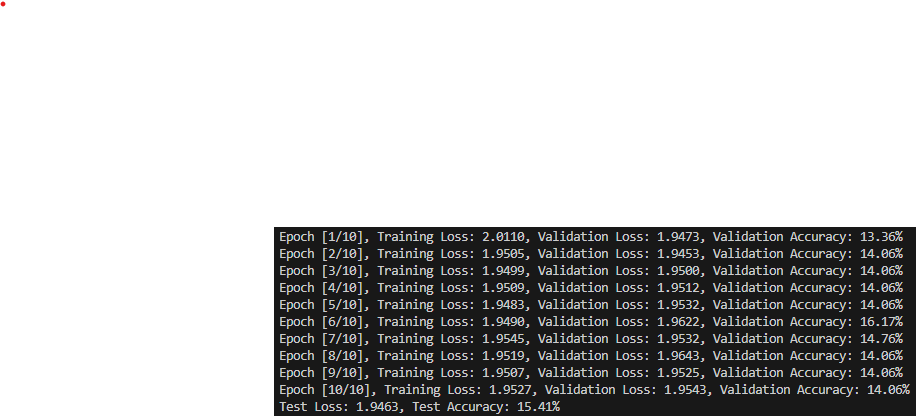 Epoch [1/10], Training Loss: 2.0110, Validation Loss: 1.9473, Validation Accuracy: 13.36%
Epoch [2/10], Training Loss: 1.9505, Validation Loss: 1.9453, Validation Accuracy: 14.06%
Epoch [3/10], Training Loss: 1.9499, Validation Loss: 1.9500, Validation Accuracy: 14.06%
Epoch [4/10], Training Loss: 1.9509, Validation Loss: 1.9512, Validation Accuracy: 14.06%
Epoch [5/10], Training Loss: 1.9483, Validation Loss: 1.9532, Validation Accuracy: 14.06%
Epoch [6/10], Training Loss: 1.9490, Validation Loss: 1.9622, Validation Accuracy: 16.17%
Epoch [7/10], Training Loss: 1.9545, Validation Loss: 1.9532, Validation Accuracy: 14.76%
Epoch [8/10], Training Loss: 1.9519, Validation Loss: 1.9643, Validation Accuracy: 14.06%
Epoch [9/10], Training Loss: 1.9507, Validation Loss: 1.9525, Validation Accuracy: 14.06%
Epoch [10/10], Training Loss: 1.9527, Validation Loss: 1.9543, Validation Accuracy: 14.06%
Test Loss: 1.9463, Test Accuracy: 15.41%